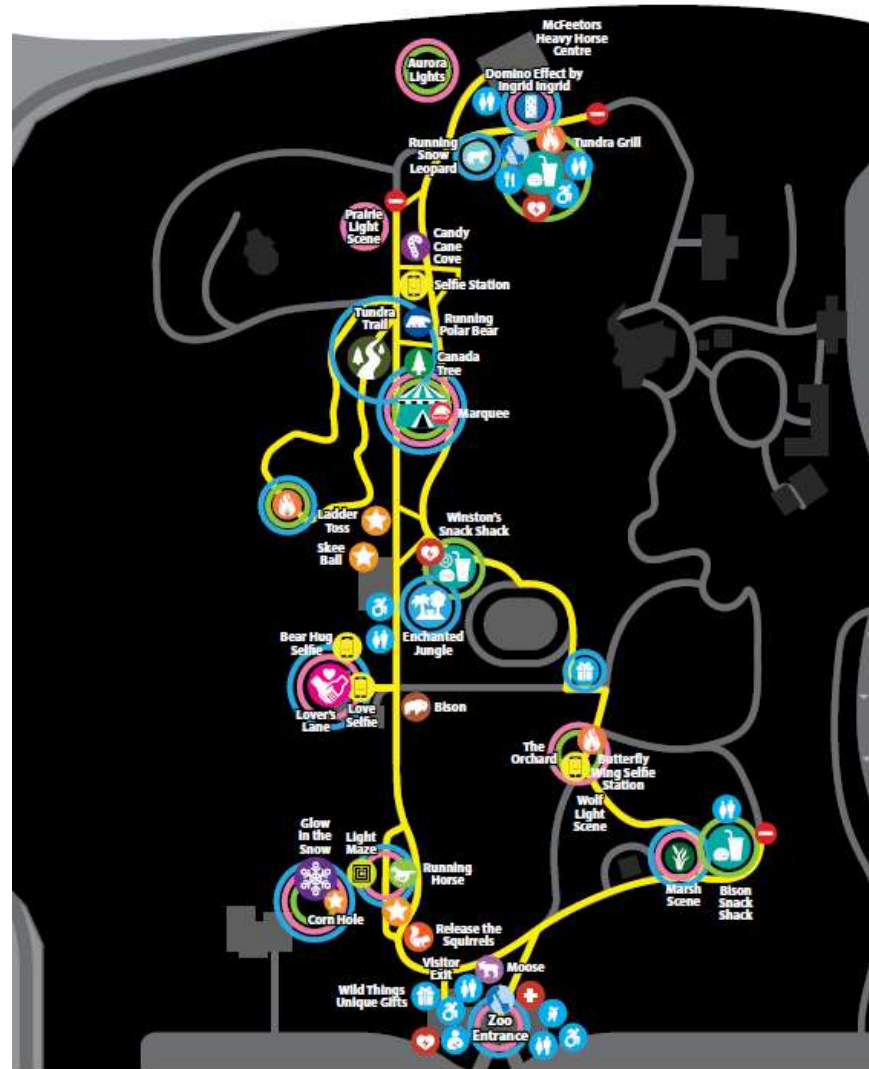 McFeetors
Heavy Horse
Centre
Aurora
Lights
Domino Effect by
Ingrid Ingrid
Tundra Grill
Running
Snow
Leopard
Prairie
Light
Scene
Candy
Cane
Cove
Selfie Station
Tundra
Trail
Running
Polar Bear
Canada
Tree
Marquee
Ladder
Toss
Winston's
Snack Shack
Skee
Ball
Enchanted
Jungle
Bear Hug
Selfie
Lover's
Lane
Love
Selfie
Bison
The
Orchard
Butterfly
Wing Selfie
Station
Wolf
Light
Scene
Glow
in the
Snow
Light
Maze
Running
Horse
Corn Hole
Marsh
Scene
Bison
Snack
Shack
Release the
Squirrels
Visitor
Exit
Moose
Wild Things
Unique Gifts
Zoo
Entrance